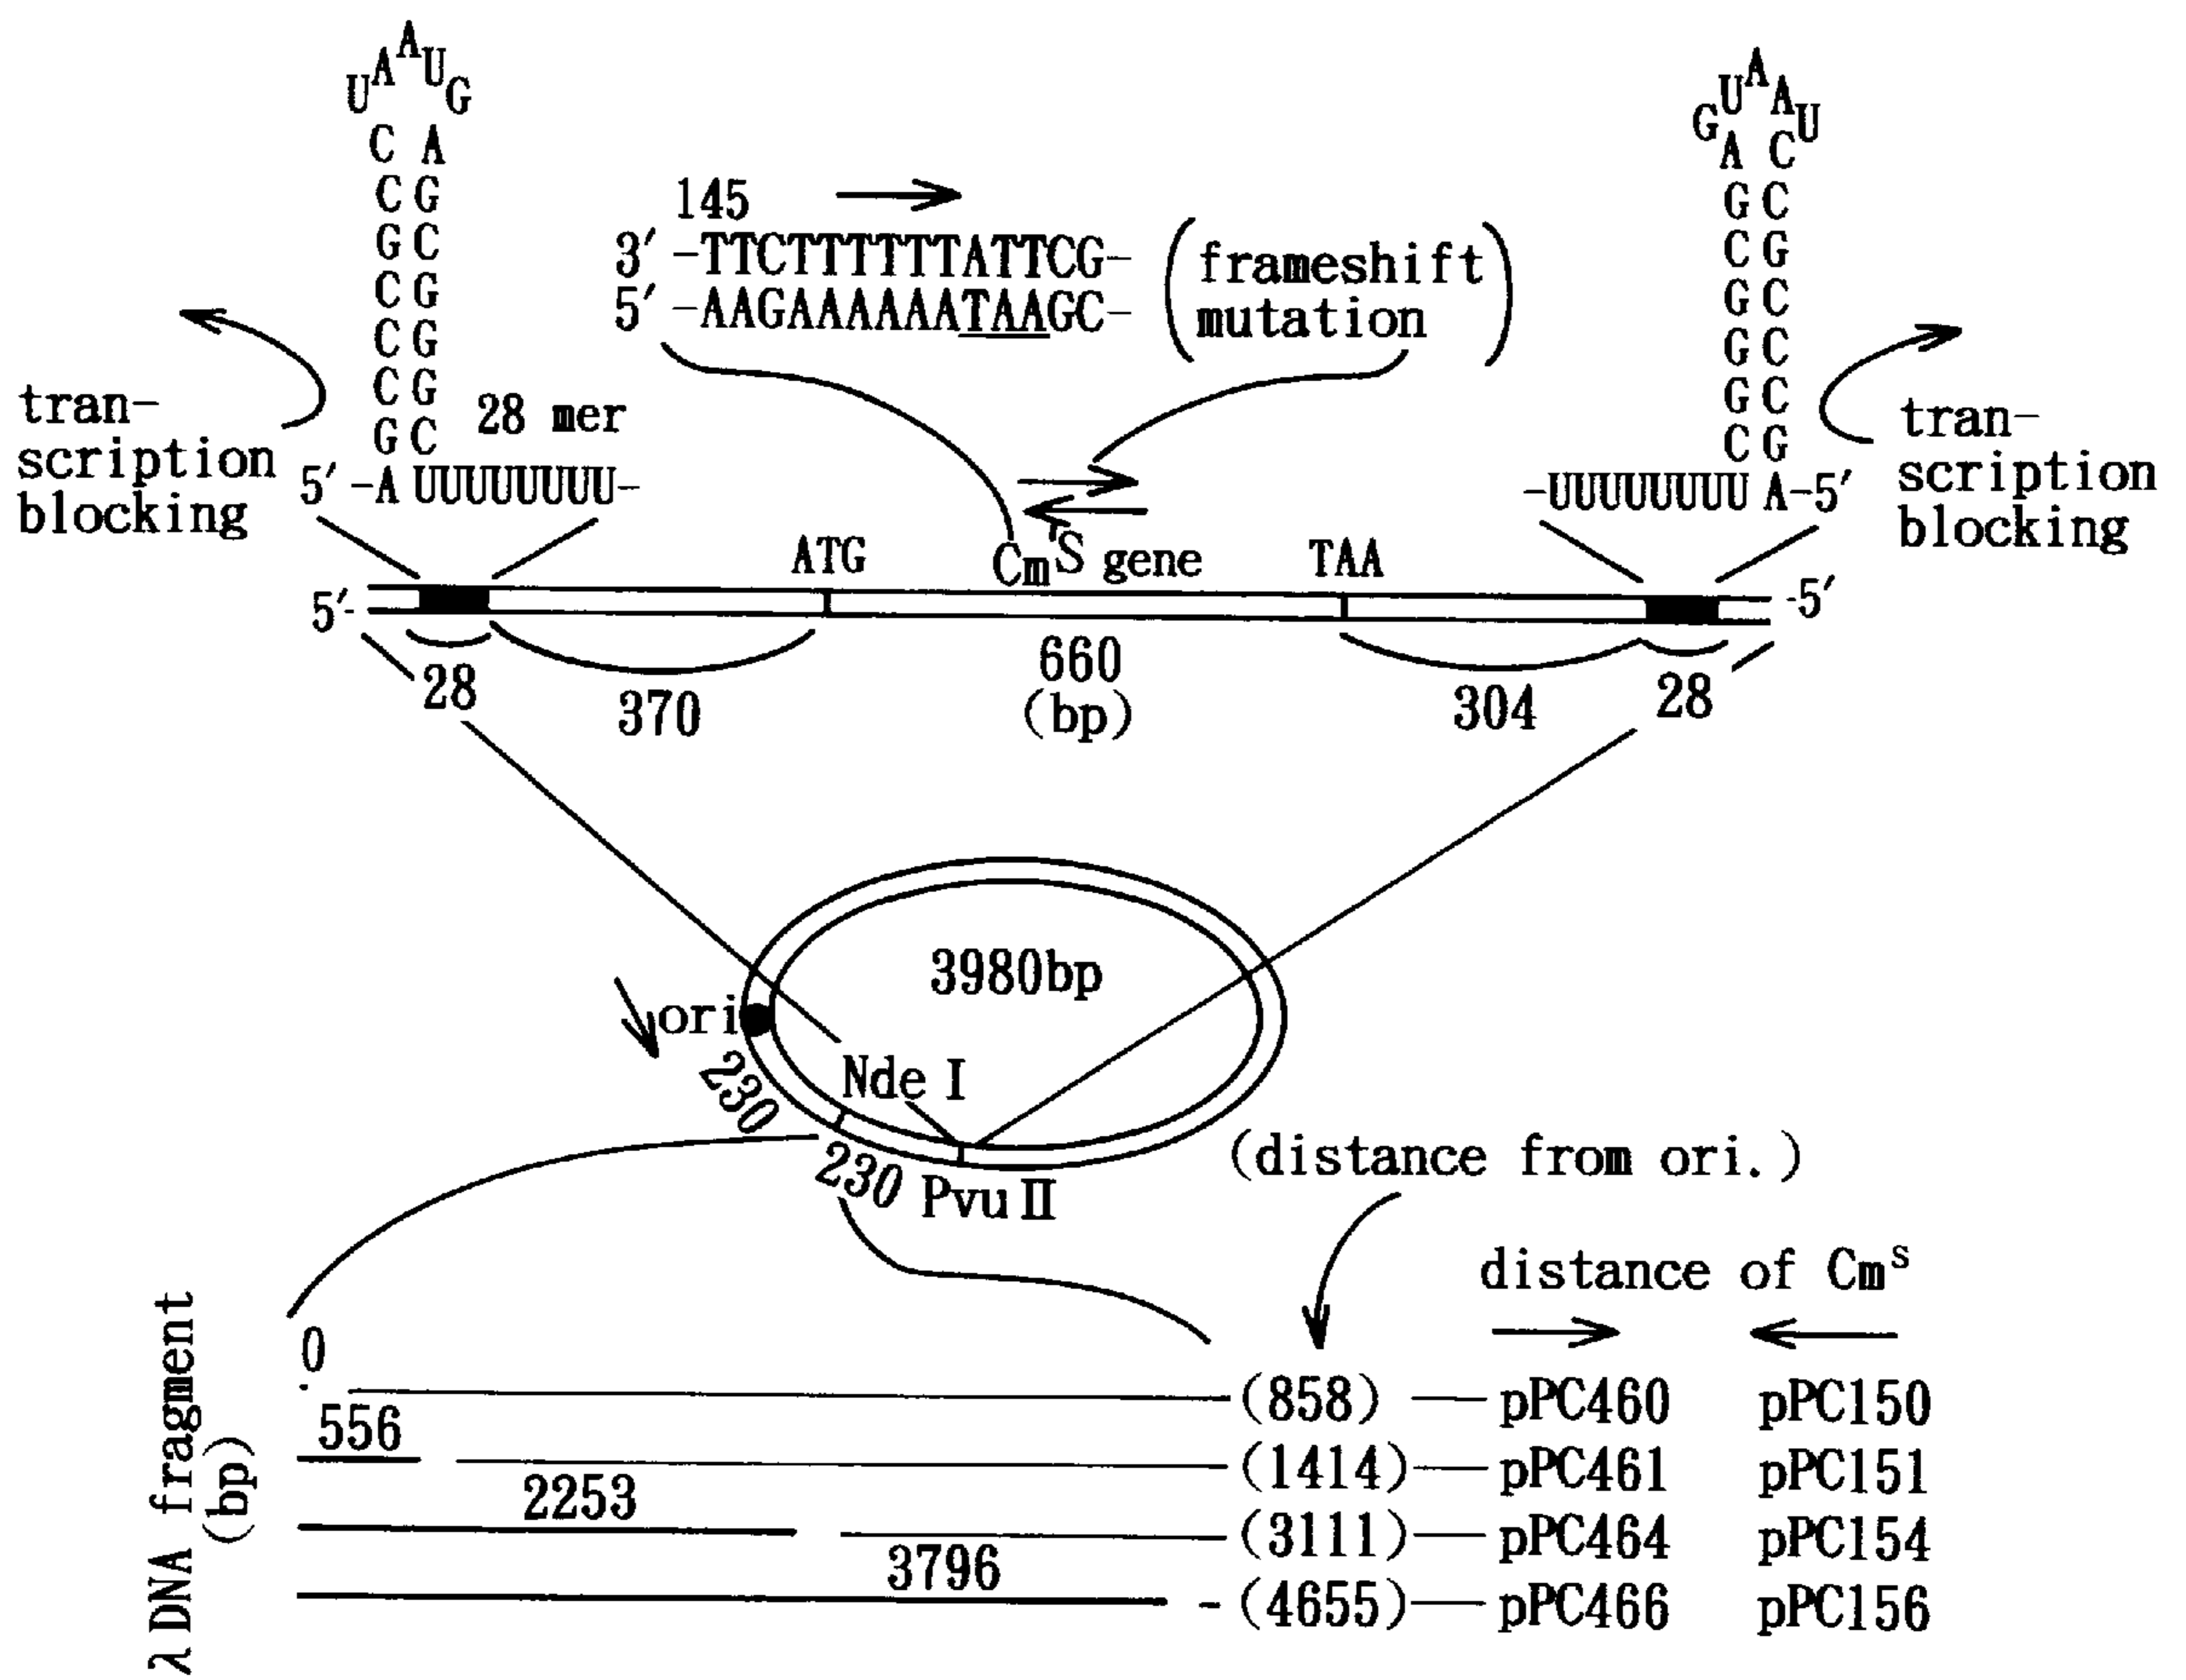 U A A U G
C A
C G
G C
C G
C G
C G
G C
5′ -A UUUUUUUU-
28 mer
tran-
scription
blocking
145
3′ -TTCTTTTTTATTCG-
5′ -AAGAAAAAATAAGC-
(frameshift
mutation)
G U A A U
A C
G C
C G
G C
G C
G C
C G
-UUUUUUUU A-5′
tran-
scription
blocking
ATG
CmS gene
TAA
5′-
-5′
28
370
660
(bp)
304
28
3980bp
ori
230
Nde I
230
Pvu II
(distance from ori.)
distance of CmS
λ DNA fragment
(bp)
0
(858) pPC460 pPC150
556
(1414) pPC461 pPC151
2253
(3111) pPC464 pPC154
3796
(4655) pPC466 pPC156